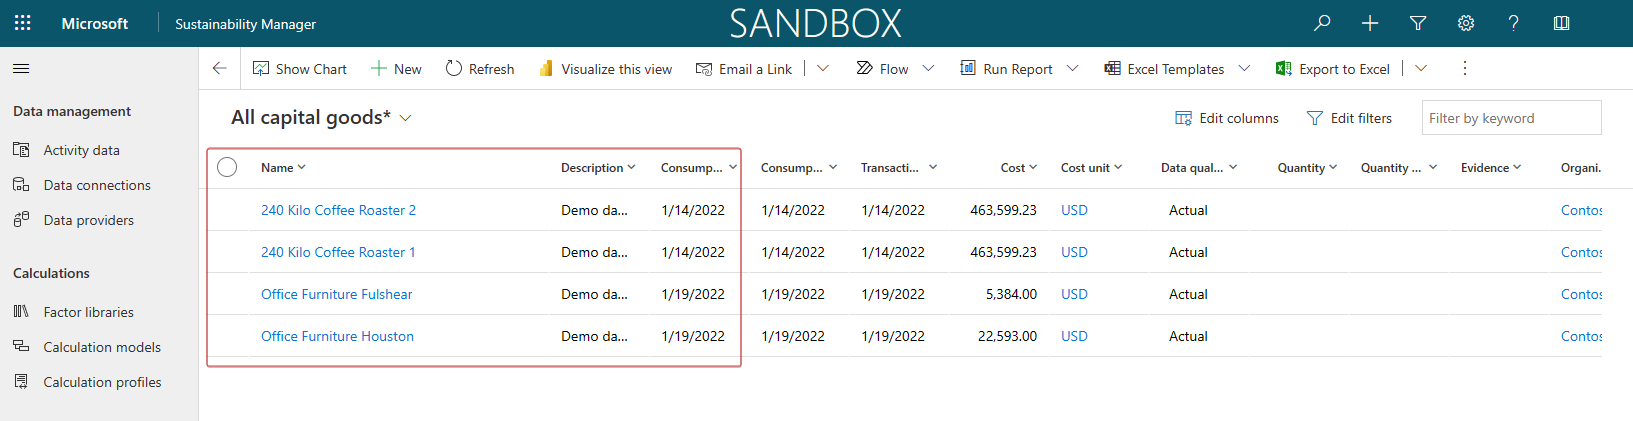 Microsoft Sustainability Manager SANDBOX
Show Chart New Refresh Visualize this view Email a Link Flow Run Report Excel Templates Export to Excel
Data management
Activity data
Data connections
Data providers
Calculations
Factor libraries
Calculation models
Calculation profiles
All capital goods*
Edit columns Edit filters Filter by keyword
Name Description Consump... Consump... Transacti... Cost Cost unit Data qual... Quantity Quantity ... Evidence Organi.
240 Kilo Coffee Roaster 2 Demo da... 1/14/2022 1/14/2022 1/14/2022 463,599.23 USD Actual Contos
240 Kilo Coffee Roaster 1 Demo da... 1/14/2022 1/14/2022 1/14/2022 463,599.23 USD Actual Contos
Office Furniture Fulshear Demo da... 1/19/2022 1/19/2022 1/19/2022 5,384.00 USD Actual Contos
Office Furniture Houston Demo da... 1/19/2022 1/19/2022 1/19/2022 22,593.00 USD Actual Contos